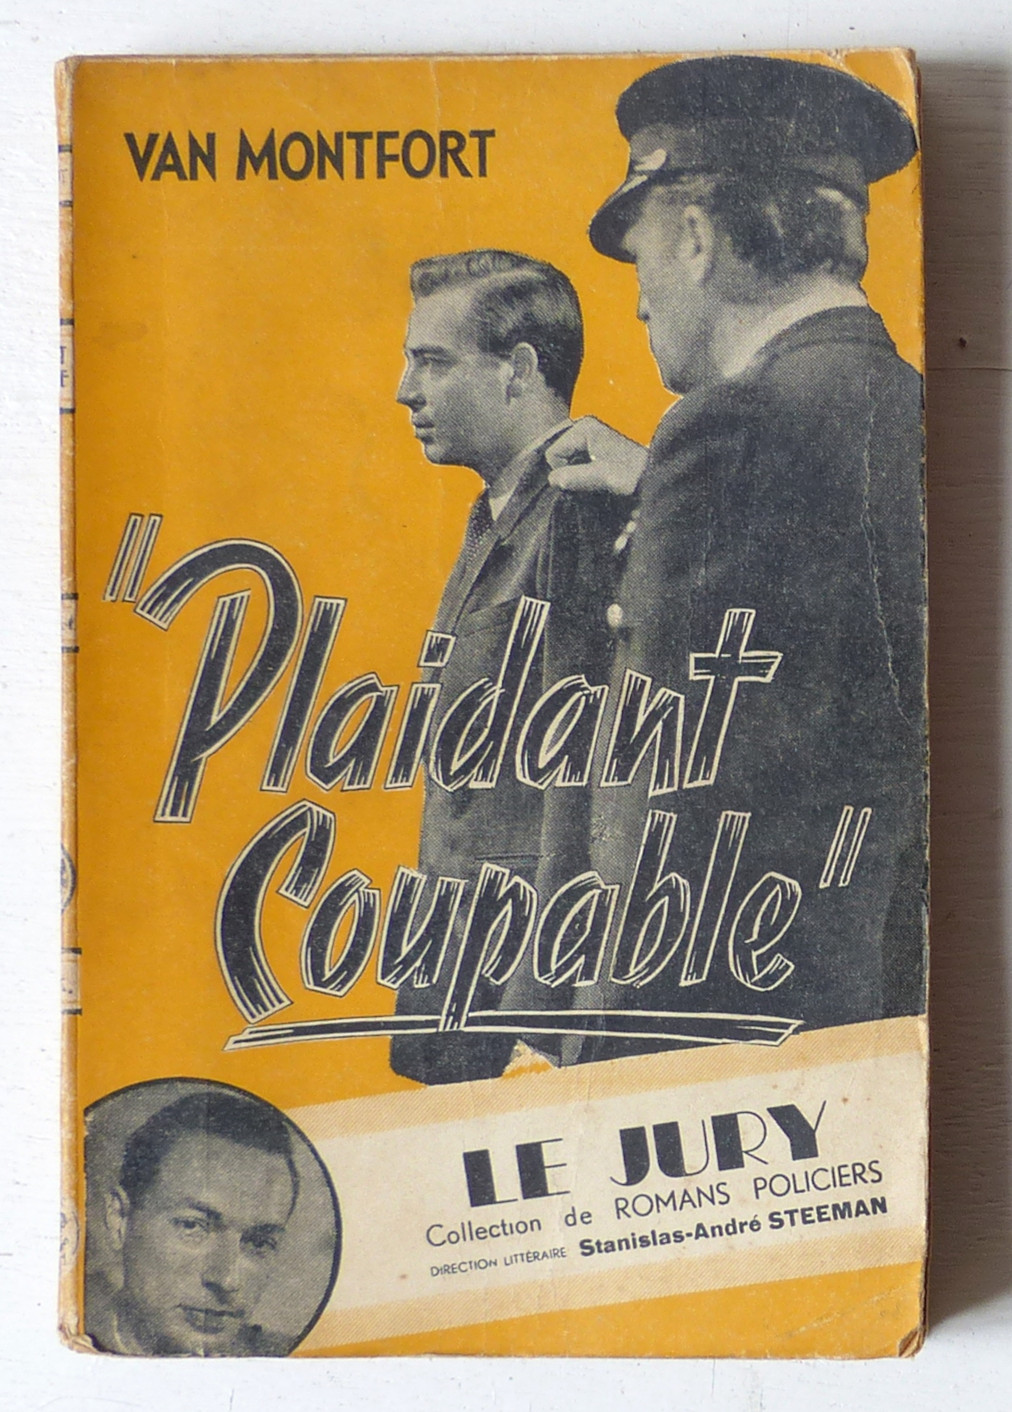 VAN MONTFORT
"Plaidant
Coupable"
LE JURY
Collection de ROMANS POLICIERS
DIRECTION LITTÉRAIRE Stanislas-André STEEMAN